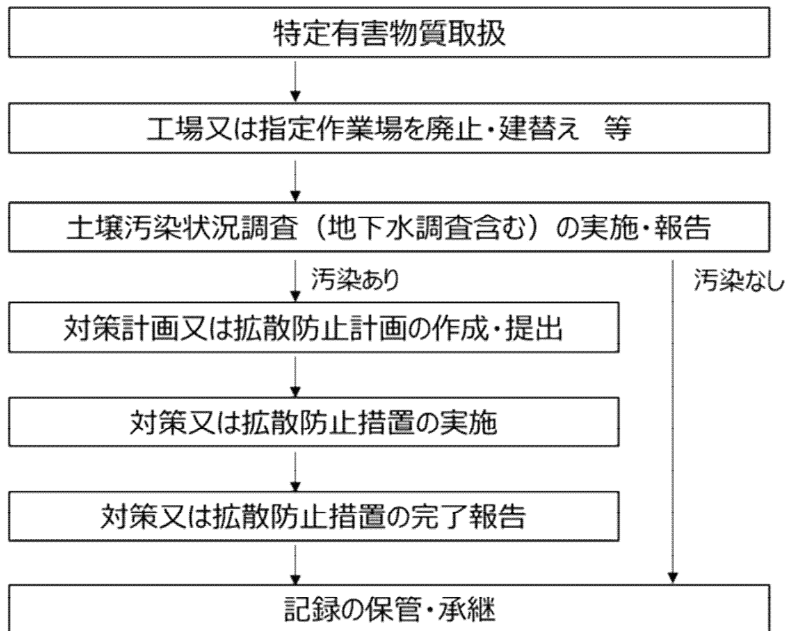 特定有害物質取扱
工場又は指定作業場を廃止・建替え　等
土壌汚染状況調査（地下水調査含む）の実施・報告
汚染あり
汚染なし
対策計画又は拡散防止計画の作成・提出
対策又は拡散防止措置の実施
対策又は拡散防止措置の完了報告
記録の保管・承継